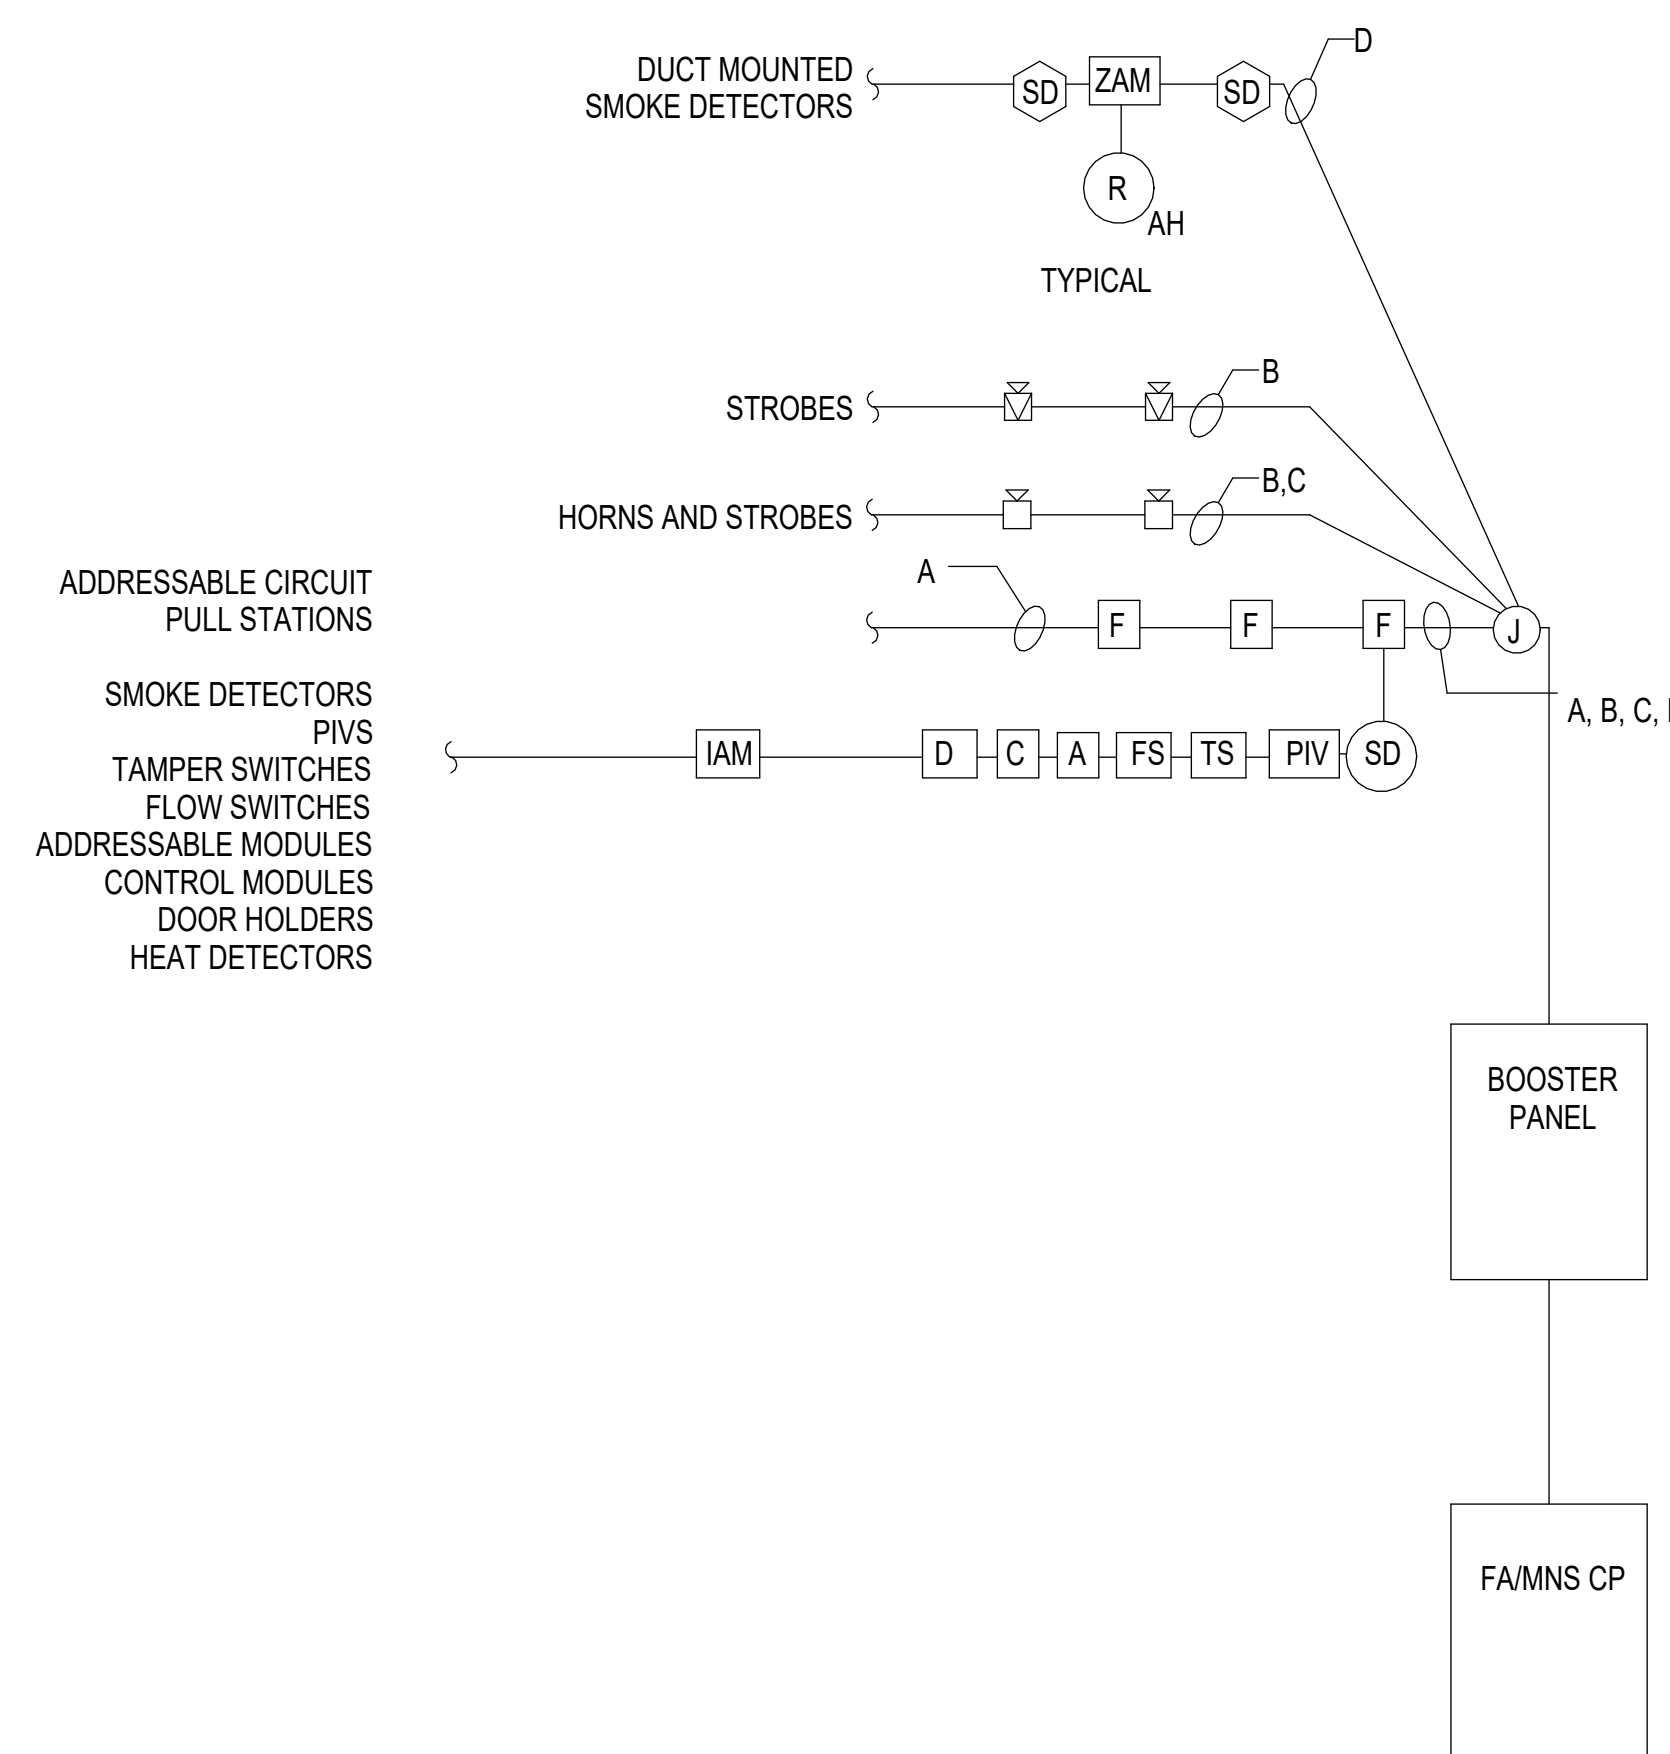 D
DUCT MOUNTED
SMOKE DETECTORS
SD
ZAM
SD
R
AH
TYPICAL
B
STROBES
B,C
HORNS AND STROBES
A
ADDRESSABLE CIRCUIT
PULL STATIONS
F
F
F
J
SMOKE DETECTORS
PIVS
TAMPER SWITCHES
FLOW SWITCHES
ADDRESSABLE MODULES
CONTROL MODULES
DOOR HOLDERS
HEAT DETECTORS
A, B, C,
IAM
D
C
A
FS
TS
PIV
SD
BOOSTER
PANEL
FA/MNS CP